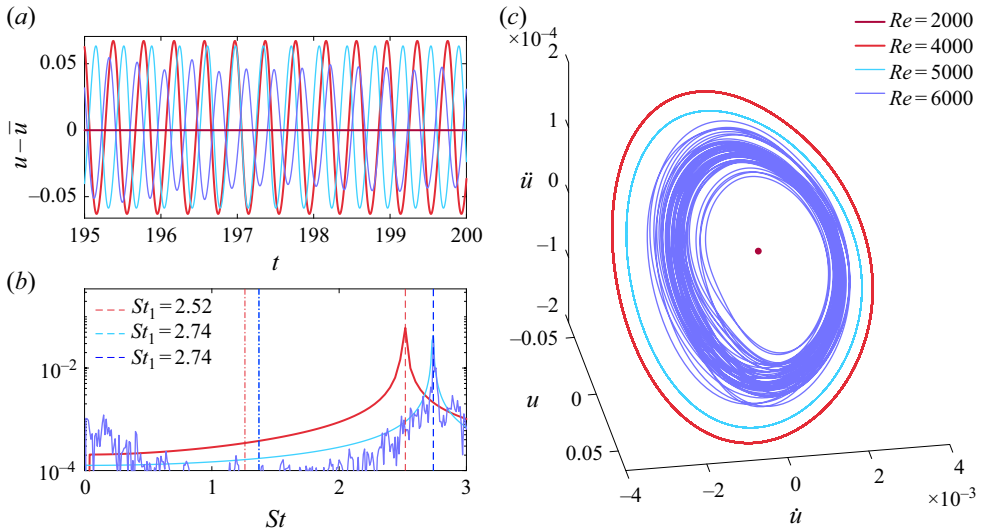 (a)
0.05
0
−0.05
u − u̅
195 196 197 198 199 200
t
(b)
St₁ = 2.52
St₁ = 2.74
St₁ = 2.74
10⁻²
10⁻⁴
0 1 2 3
St
(c)
Re = 2000
Re = 4000
Re = 5000
Re = 6000
×10⁻⁴
2
1
0
−1
−2
ü
−0.05
0
0.05
u
−4 −2 0 2 4
×10⁻³
u̇